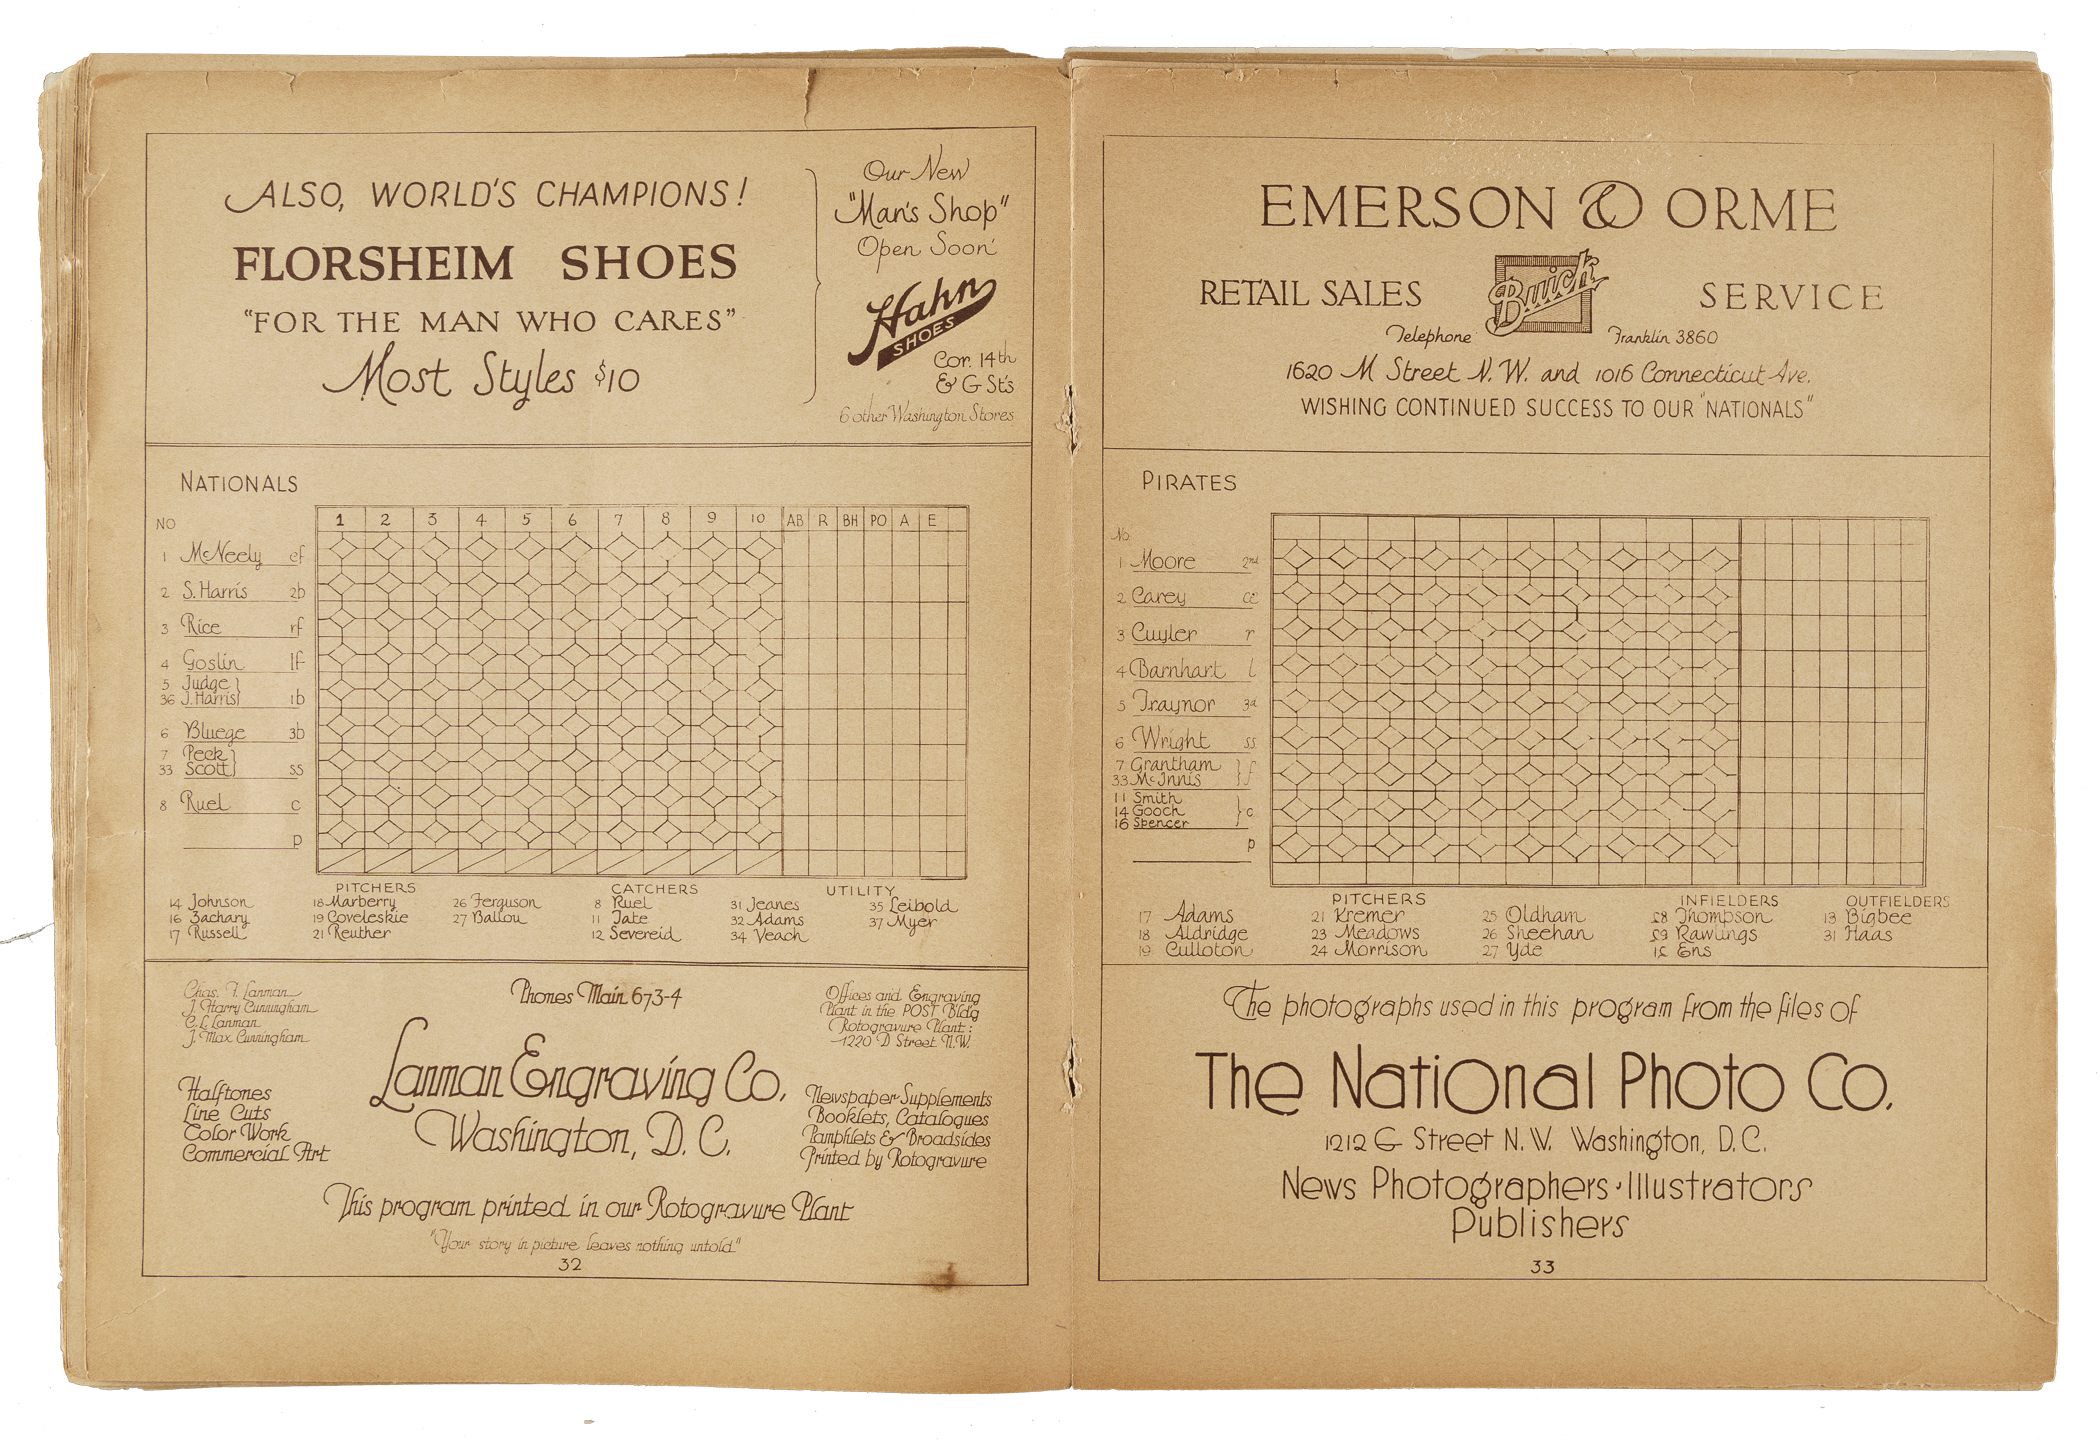 ALSO, WORLD'S CHAMPIONS!
FLORSHEIM SHOES
"FOR THE MAN WHO CARES"
Most Styles $10
Our New
"Man's Shop"
Open Soon
Hahn
SHOES
Cor. 14th
& G St's
6 other Washington Stores
NATIONALS
NO 1 2 3 4 5 6 7 8 9 10 AB R BH PO A E
1 McNeely cf
2 S. Harris 2b
3 Rice rf
4 Goslin lf
5 Judge
36 J. Harris 1b
6 Bluege 3b
7 Peck
33 Scott ss
8 Ruel c
p
PITCHERS CATCHERS UTILITY
14 Johnson 18 Marberry 26 Ferguson 8 Ruel 31 Jeanes 35 Leibold
16 Zachary 19 Coveleskie 27 Ballou 11 Tate 32 Adams 37 Myer
17 Russell 21 Reuther 12 Severeid 34 Veach
Chas. F. Lanman
J. Harry Cunningham
C. L. Lanman
J. Max Cunningham
Phones Main 673-4
Offices and Engraving
Plant in the POST Bldg
Rotogravure Plant:
1220 D Street N.W.
Lanman Engraving Co.
Washington, D. C.
Halftones
Line Cuts
Color Work
Commercial Art
Newspaper Supplements
Booklets, Catalogues
Pamphlets & Broadsides
Printed by Rotogravure
This program printed in our Rotogravure Plant
"Your story in picture leaves nothing untold"
32
EMERSON & ORME
RETAIL SALES Buick SERVICE
Telephone Franklin 3860
1620 M Street N. W. and 1016 Connecticut Ave.
WISHING CONTINUED SUCCESS TO OUR "NATIONALS"
PIRATES
No.
1 Moore 2nd
2 Carey
3 Cuyler r
4 Barnhart l
5 Traynor 3d
6 Wright ss
7 Grantham
33 McInnis f
11 Smith
14 Gooch c
16 Spencer
p
PITCHERS INFIELDERS OUTFIELDERS
17 Adams 21 Kremer 25 Oldham 28 Thompson 13 Bigbee
18 Aldridge 23 Meadows 26 Sheehan 29 Rawlings 31 Haas
19 Culloton 24 Morrison 27 Yde Ens
The photographs used in this program from the files of
The National Photo Co.
1212 G Street N. W. Washington, D. C.
News Photographers · Illustrators
Publishers
33